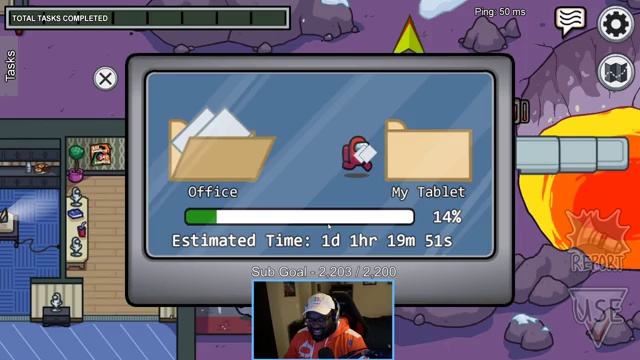 TOTAL TASKS COMPLETED
Ping: 50 ms
Tasks
Office
My Tablet
14%
Estimated Time: 1d 1hr 19m 51s
Sub Goal - 2,203 / 2,200
REPORT
USE